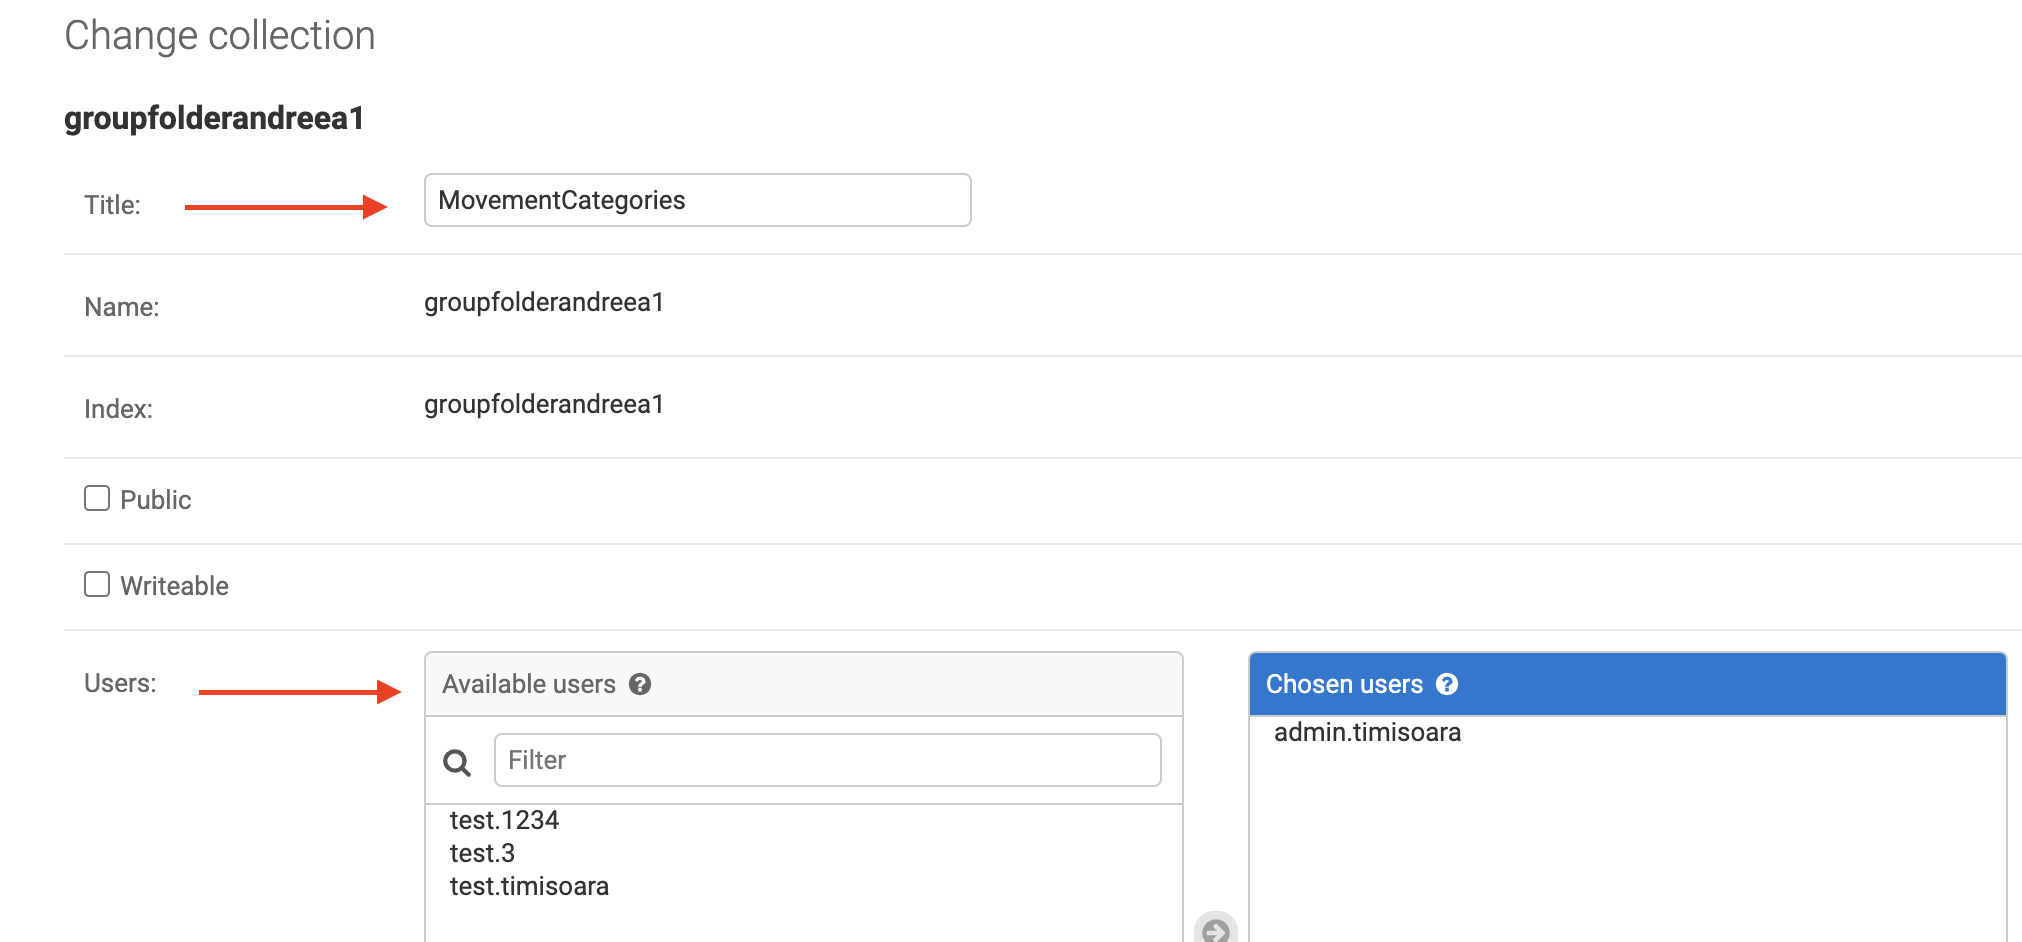 Change collection
groupfolderandreea1
Title: MovementCategories
Name: groupfolderandreea1
Index: groupfolderandreea1
Public
Writeable
Users: Available users ? Chosen users ?
Filter admin.timisoara
test.1234
test.3
test.timisoara